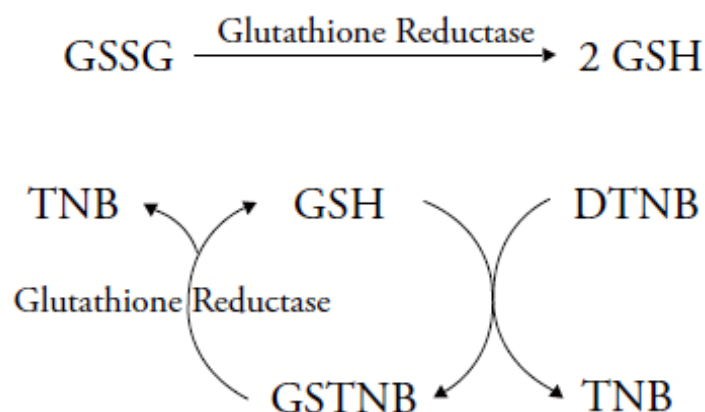 Glutathione Reductase
GSSG 2 GSH
TNB GSH DTNB
Glutathione Reductase
GSTNB TNB